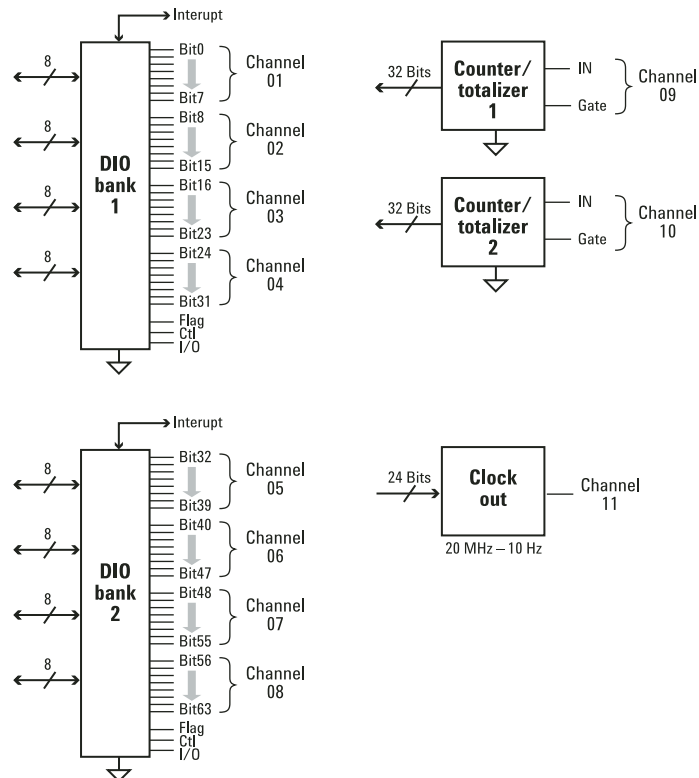 Interupt
8
Bit0
Bit7
Channel
01
8
Bit8
Bit15
Channel
02
DIO
bank
1
8
Bit16
Bit23
Channel
03
8
Bit24
Bit31
Channel
04
Flag
Ctl
I/O
32 Bits
Counter/
totalizer
1
IN
Gate
Channel
09
32 Bits
Counter/
totalizer
2
IN
Gate
Channel
10
Interupt
8
Bit32
Bit39
Channel
05
8
Bit40
Bit47
Channel
06
DIO
bank
2
8
Bit48
Bit55
Channel
07
8
Bit56
Bit63
Channel
08
Flag
Ctl
I/O
24 Bits
Clock
out
Channel
11
20 MHz – 10 Hz